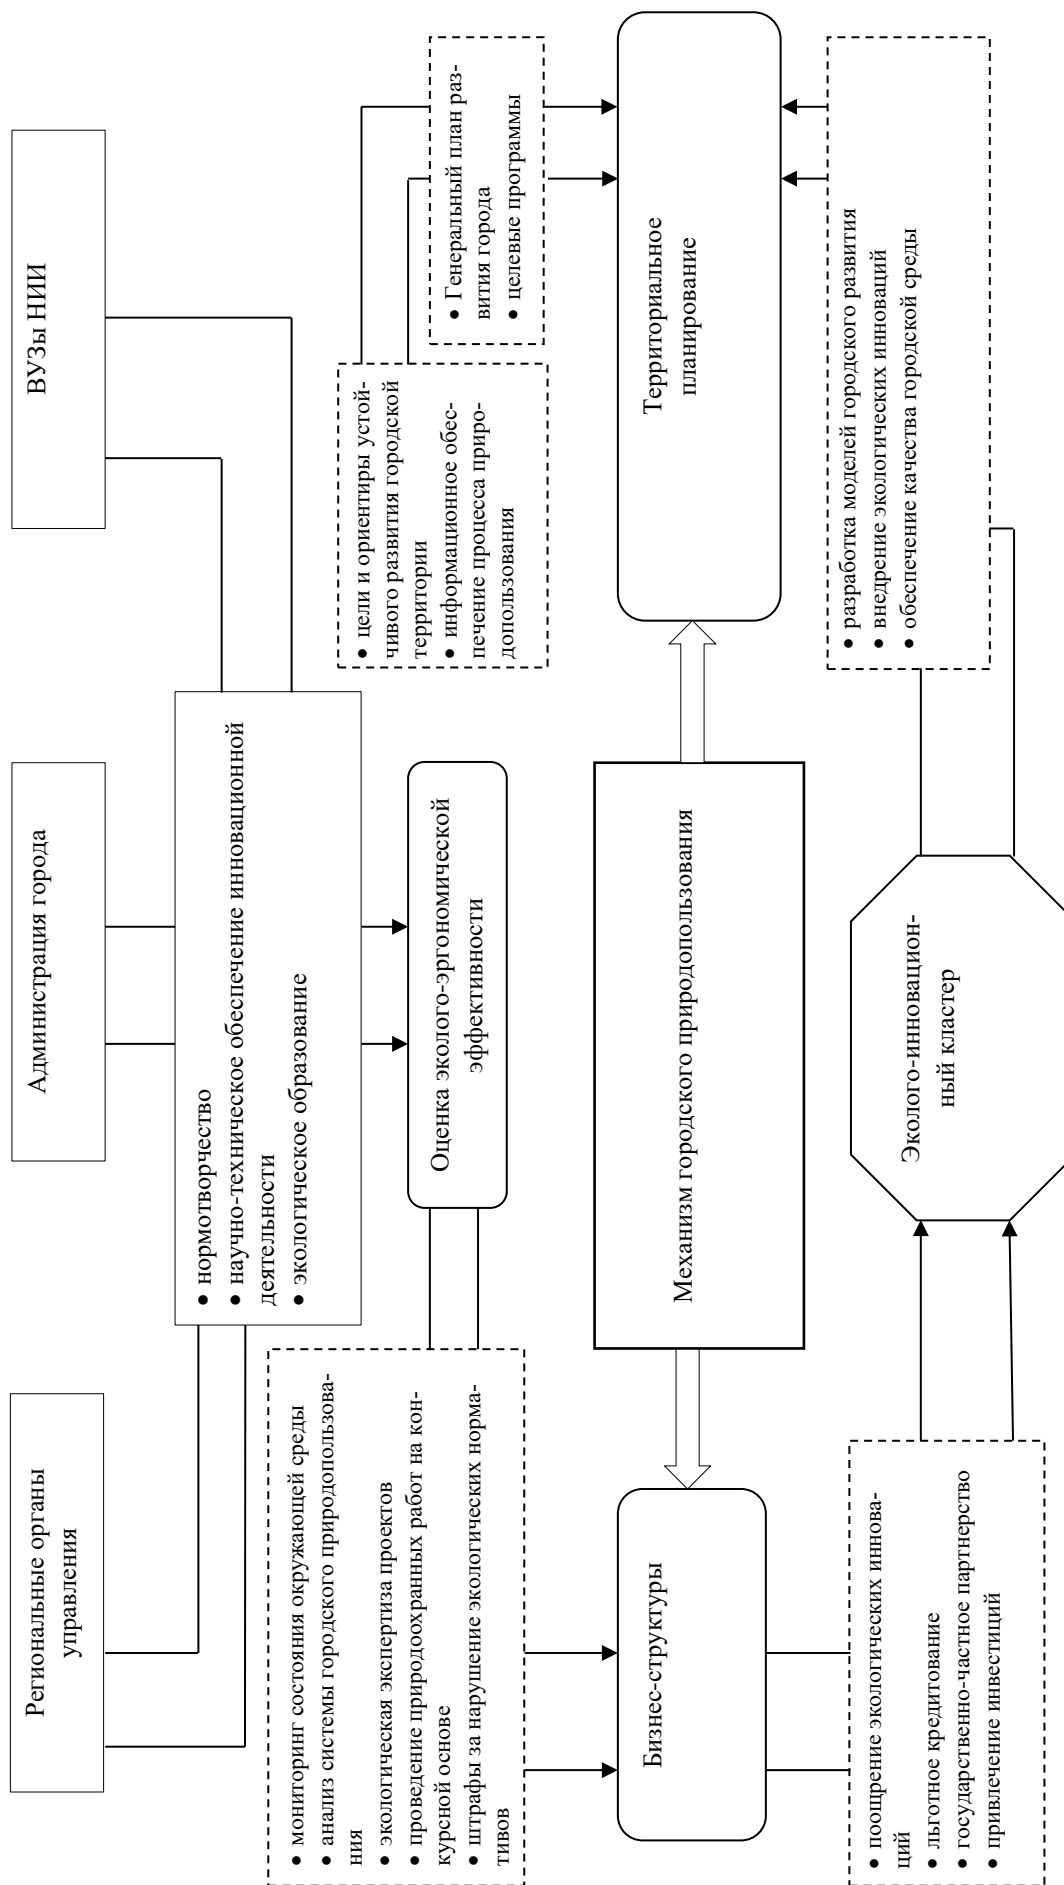 Региональные органы
управления
Администрация города
ВУЗы НИИ
• нормотворчество
• научно-техническое обеспечение инновационной
деятельности
• экологическое образование
• мониторинг состояния окружающей среды
• анализ системы городского природопользова-
ния
• экологическая экспертиза проектов
• проведение природоохранных работ на кон-
курсной основе
• штрафы за нарушение экологических норма-
тивов
Оценка эколого-эргономической
эффективности
• цели и ориентиры устой-
чивого развития городской
территории
• информационное обес-
печение процесса приро-
допользования
• Генеральный план раз-
вития города
• целевые программы
Бизнес-структуры
Механизм городского природопользования
Территориальное
планирование
• поощрение экологических иннова-
ций
• льготное кредитование
• государственно-частное партнерство
• привлечение инвестиций
Эколого-инновацион-
ный кластер
• разработка моделей городского развития
• внедрение экологических инноваций
• обеспечение качества городской среды